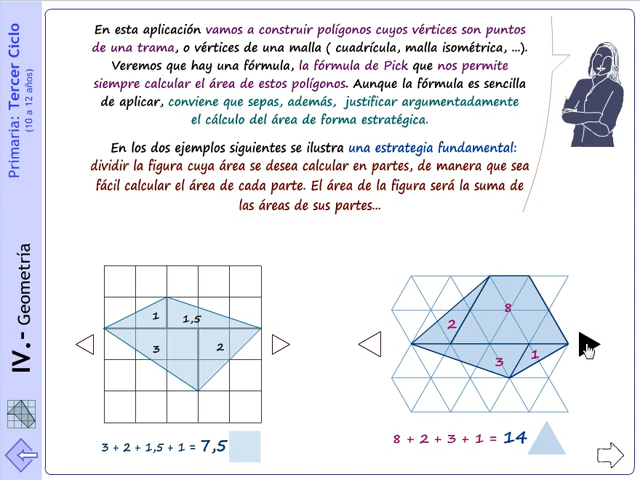 En esta aplicación vamos a construir polígonos cuyos vértices son puntos
de una trama, o vértices de una malla ( cuadrícula, malla isométrica, ...).
Veremos que hay una fórmula, la fórmula de Pick que nos permite
siempre calcular el área de estos polígonos. Aunque la fórmula es sencilla
de aplicar, conviene que sepas, además, justificar argumentadamente
el cálculo del área de forma estratégica.
En los dos ejemplos siguientes se ilustra una estrategia fundamental:
dividir la figura cuya área se desea calcular en partes, de manera que sea
fácil calcular el área de cada parte. El área de la figura será la suma de
las áreas de sus partes...
Primaria: Tercer Ciclo
(10 a 12 años)
IV.- Geometría
1
1,5
3
2
3 + 2 + 1,5 + 1 = 7,5
8
2
3
1
8 + 2 + 3 + 1 = 14